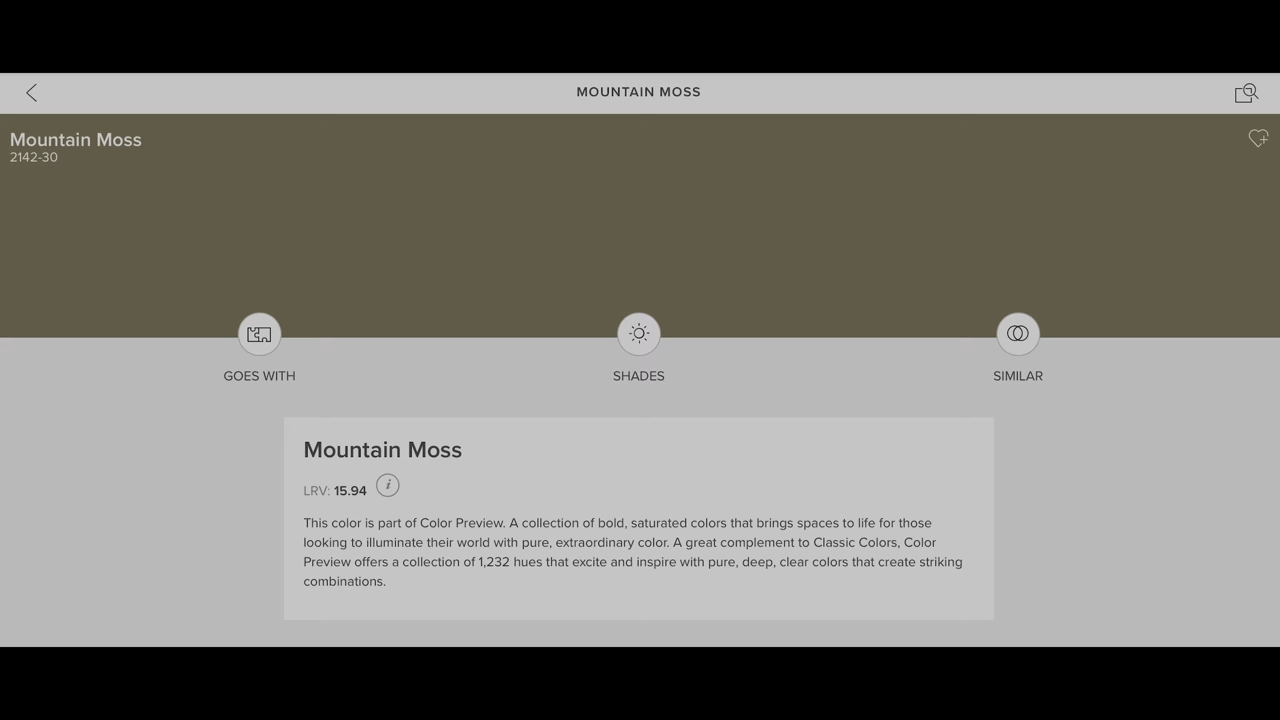 MOUNTAIN MOSS
Mountain Moss
2142-30
GOES WITH
SHADES
SIMILAR
Mountain Moss
LRV: 15.94 i
This color is part of Color Preview. A collection of bold, saturated colors that brings spaces to life for those
looking to illuminate their world with pure, extraordinary color. A great complement to Classic Colors, Color
Preview offers a collection of 1,232 hues that excite and inspire with pure, deep, clear colors that create striking
combinations.